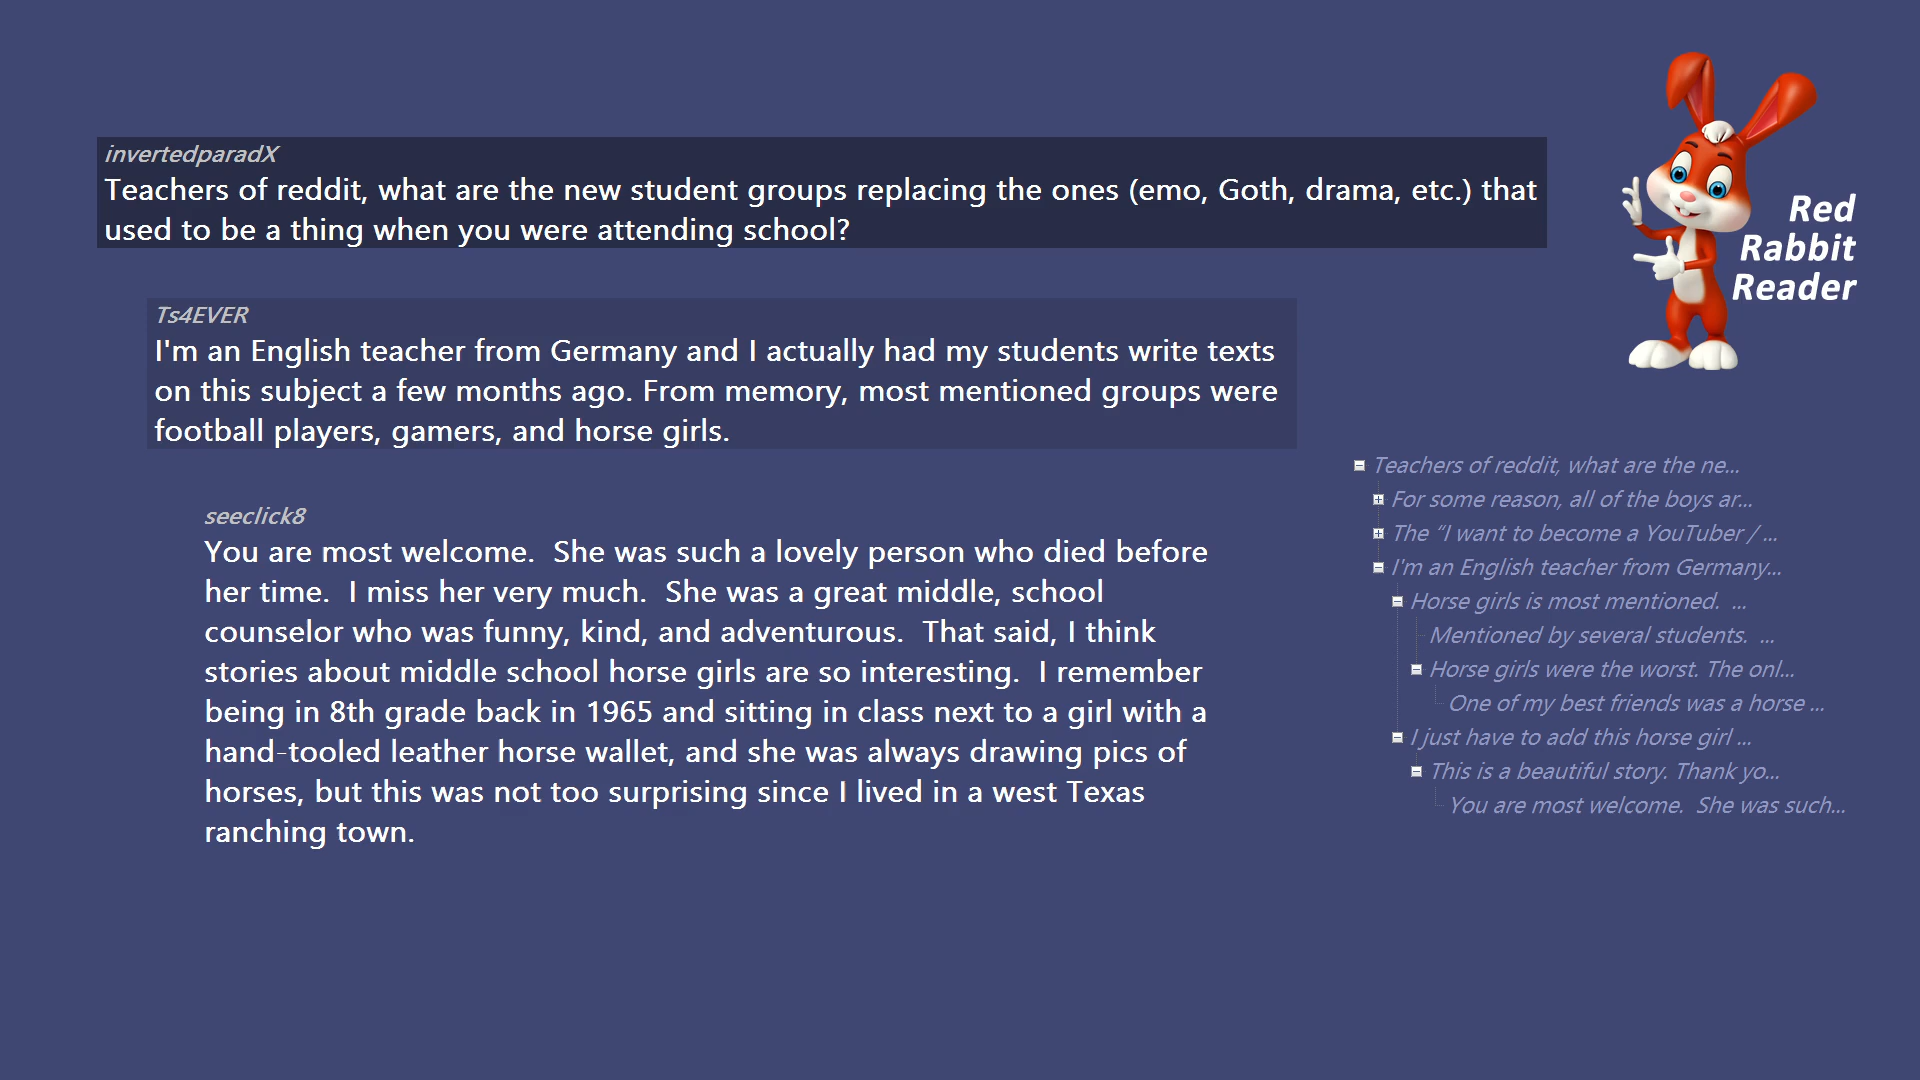 invertedparadX
Teachers of reddit, what are the new student groups replacing the ones (emo, Goth, drama, etc.) that
used to be a thing when you were attending school?
Ts4EVER
I'm an English teacher from Germany and I actually had my students write texts
on this subject a few months ago. From memory, most mentioned groups were
football players, gamers, and horse girls.
seeclick8
You are most welcome.  She was such a lovely person who died before
her time.  I miss her very much.  She was a great middle, school
counselor who was funny, kind, and adventurous.  That said, I think
stories about middle school horse girls are so interesting.  I remember
being in 8th grade back in 1965 and sitting in class next to a girl with a
hand-tooled leather horse wallet, and she was always drawing pics of
horses, but this was not too surprising since I lived in a west Texas
ranching town.
Red
Rabbit
Reader
Teachers of reddit, what are the ne...
For some reason, all of the boys ar...
The “I want to become a YouTuber / ...
I'm an English teacher from Germany...
Horse girls is most mentioned.  ...
Mentioned by several students.  ...
Horse girls were the worst. The onl...
One of my best friends was a horse ...
I just have to add this horse girl ...
This is a beautiful story. Thank yo...
You are most welcome.  She was such...